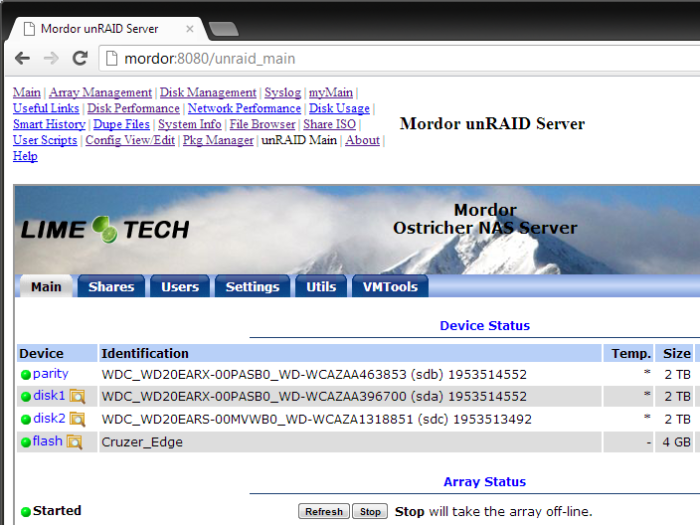 Mordor unRAID Server
mordor:8080/unraid_main
Main | Array Management | Disk Management | Syslog | myMain |
Useful Links | Disk Performance | Network Performance | Disk Usage |
Smart History | Dupe Files | System Info | File Browser | Share ISO |
User Scripts | Config View/Edit | Pkg Manager | unRAID Main | About |
Help
Mordor unRAID Server
LIME TECH
Mordor
Ostricher NAS Server
Main Shares Users Settings Utils VMTools
Device Status
Device Identification Temp. Size
parity WDC_WD20EARX-00PASB0_WD-WCAZAA463853 (sdb) 1953514552 * 2 TB
disk1 WDC_WD20EARX-00PASB0_WD-WCAZAA396700 (sda) 1953514552 * 2 TB
disk2 WDC_WD20EARS-00MVWB0_WD-WCAZA1318851 (sdc) 1953513492 * 2 TB
flash Cruzer_Edge - 4 GB
Array Status
Started Refresh Stop Stop will take the array off-line.